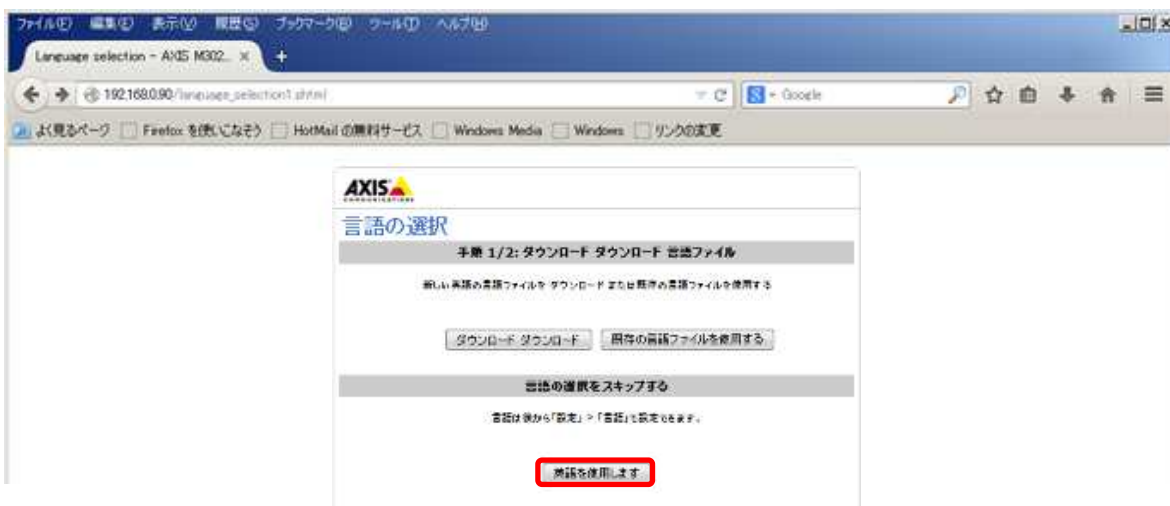 ファイル(F) 編集(E) 表示(V) 履歴(S) ブックマーク(B) ツール(T) ヘルプ(H)
Language selection - AXIS M302...
192.168.0.90/language_selection1.shtml
Google
よく見るページ Firefox を使いこなそう HotMail の無料サービス Windows Media Windows リンクの変更
AXIS
COMMUNICATIONS
言語の選択
手順 1/2: ダウンロード ダウンロード 言語ファイル
新しい英語の言語ファイルを ダウンロード または既存の言語ファイルを使用する
ダウンロード ダウンロード 既存の言語ファイルを使用する
言語の選択をスキップする
言語は後から「設定」 > 「言語」で設定できます。
英語を使用します